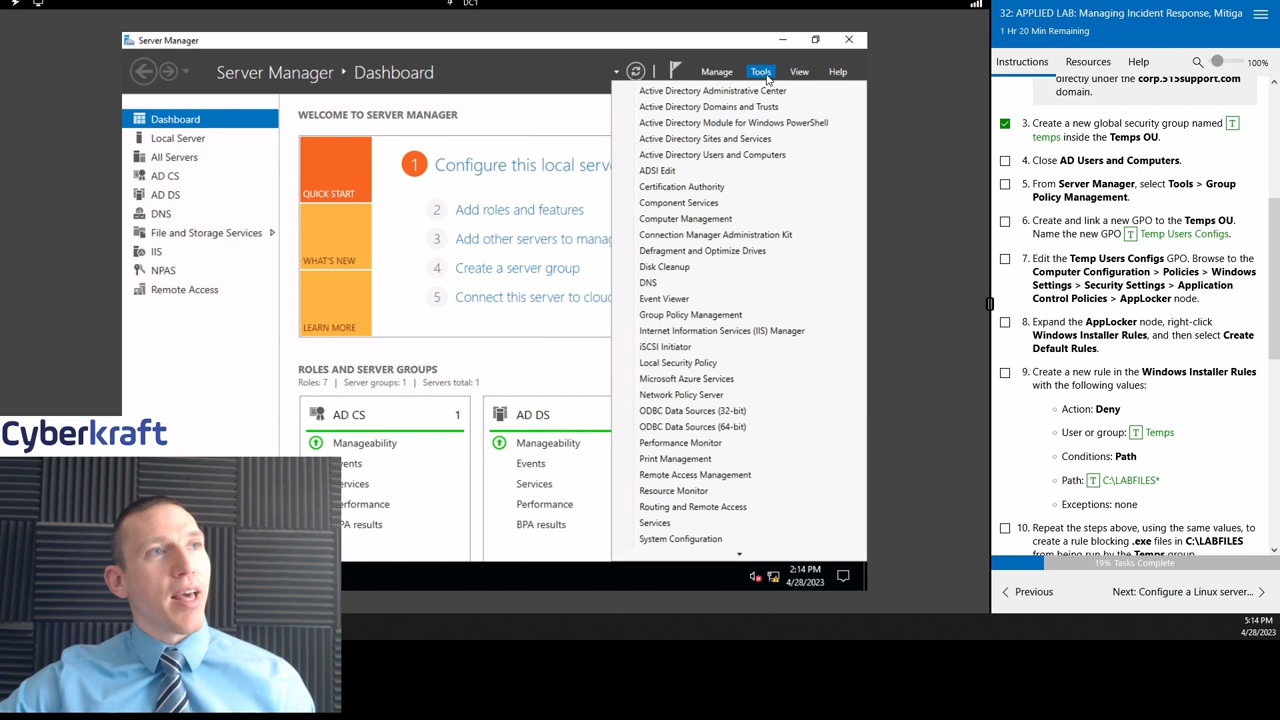 DC1
Server Manager
Server Manager ‣ Dashboard
Manage
Tools
View
Help
Dashboard
Local Server
All Servers
AD CS
AD DS
DNS
File and Storage Services
IIS
NPAS
Remote Access
WELCOME TO SERVER MANAGER
QUICK START
WHAT'S NEW
LEARN MORE
1 Configure this local serve
2 Add roles and features
3 Add other servers to manag
4 Create a server group
5 Connect this server to cloud
ROLES AND SERVER GROUPS
Roles: 7 | Server groups: 1 | Servers total: 1
AD CS 1
Manageability
vents
ervices
erformance
PA results
AD DS
Manageability
Events
Services
Performance
BPA results
Active Directory Administrative Center
Active Directory Domains and Trusts
Active Directory Module for Windows PowerShell
Active Directory Sites and Services
Active Directory Users and Computers
ADSI Edit
Certification Authority
Component Services
Computer Management
Connection Manager Administration Kit
Defragment and Optimize Drives
Disk Cleanup
DNS
Event Viewer
Group Policy Management
Internet Information Services (IIS) Manager
iSCSI Initiator
Local Security Policy
Microsoft Azure Services
Network Policy Server
ODBC Data Sources (32-bit)
ODBC Data Sources (64-bit)
Performance Monitor
Print Management
Remote Access Management
Resource Monitor
Routing and Remote Access
Services
System Configuration
2:14 PM
4/28/2023
Cyberkraft
32: APPLIED LAB: Managing Incident Response, Mitiga
1 Hr 20 Min Remaining
Instructions
Resources
Help
100%
directly under the corp.515support.com
domain.
3. Create a new global security group named T
temps inside the Temps OU.
4. Close AD Users and Computers.
5. From Server Manager, select Tools > Group
Policy Management.
6. Create and link a new GPO to the Temps OU.
Name the new GPO T Temp Users Configs.
7. Edit the Temp Users Configs GPO. Browse to the
Computer Configuration > Policies > Windows
Settings > Security Settings > Application
Control Policies > AppLocker node.
8. Expand the AppLocker node, right-click
Windows Installer Rules, and then select Create
Default Rules.
9. Create a new rule in the Windows Installer Rules
with the following values:
Action: Deny
User or group: T Temps
Conditions: Path
Path: T C:\LABFILES*
Exceptions: none
10. Repeat the steps above, using the same values, to
create a rule blocking .exe files in C:\LABFILES
from being run by the Temps group
19% Tasks Complete
Previous
Next: Configure a Linux server...
5:14 PM
4/28/2023